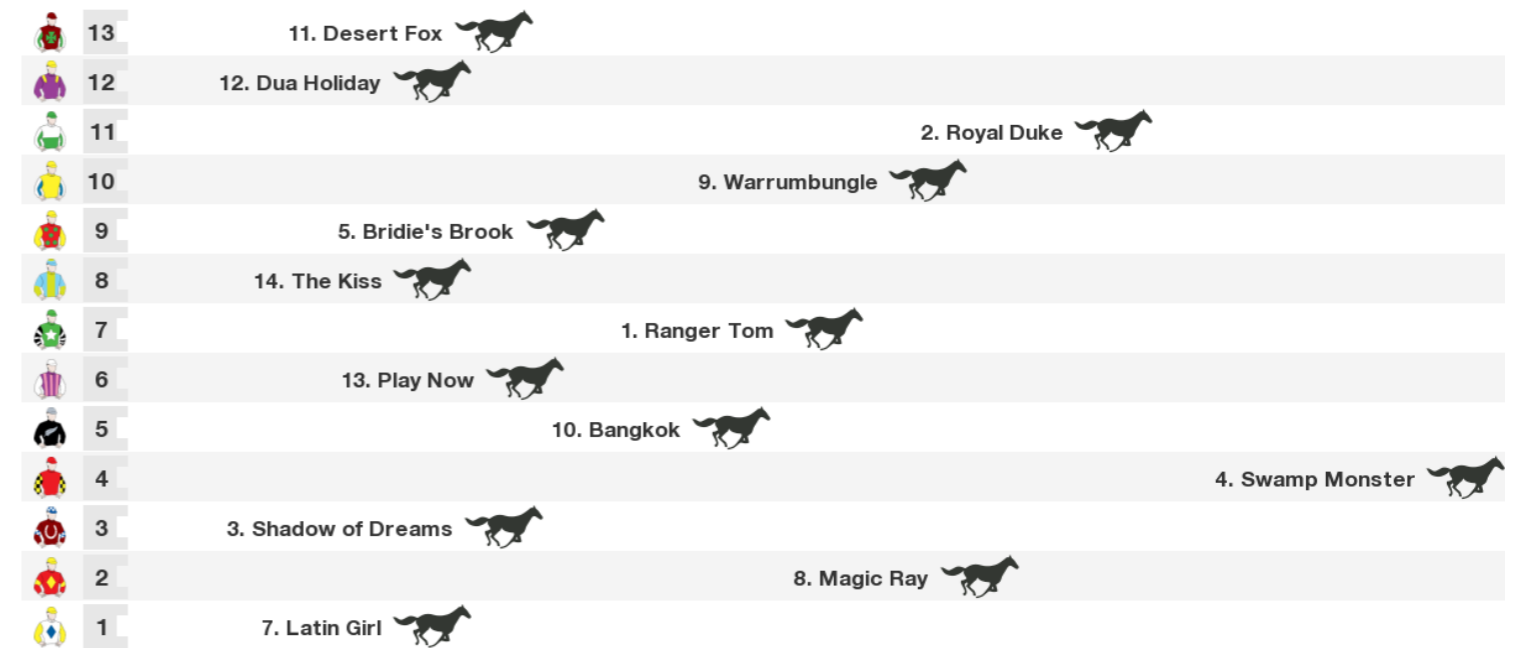 13 11. Desert Fox
12 12. Dua Holiday
11 2. Royal Duke
10 9. Warrumbungle
9 5. Bridie's Brook
8 14. The Kiss
7 1. Ranger Tom
6 13. Play Now
5 10. Bangkok
4 4. Swamp Monster
3 3. Shadow of Dreams
2 8. Magic Ray
1 7. Latin Girl